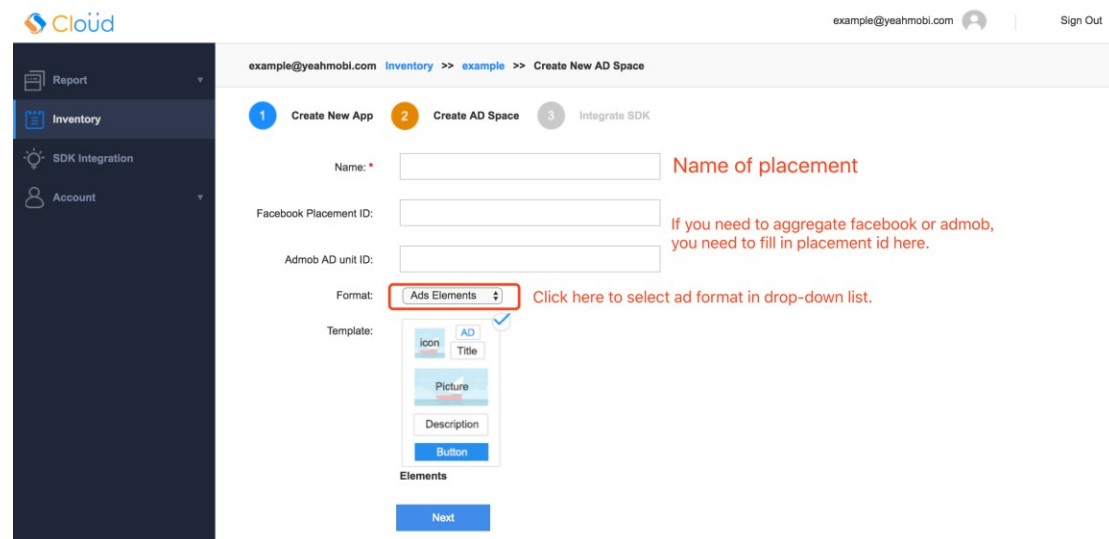 Cloüd
example@yeahmobi.com
Sign Out
example@yeahmobi.com Inventory >> example >> Create New AD Space
Report
Inventory
SDK Integration
Account
1 Create New App 2 Create AD Space 3 Integrate SDK
Name: *
Name of placement
Facebook Placement ID:
If you need to aggregate facebook or admob,
you need to fill in placement id here.
Admob AD unit ID:
Format: Ads Elements
Click here to select ad format in drop-down list.
Template:
icon
AD
Title
Picture
Description
Button
Elements
Next